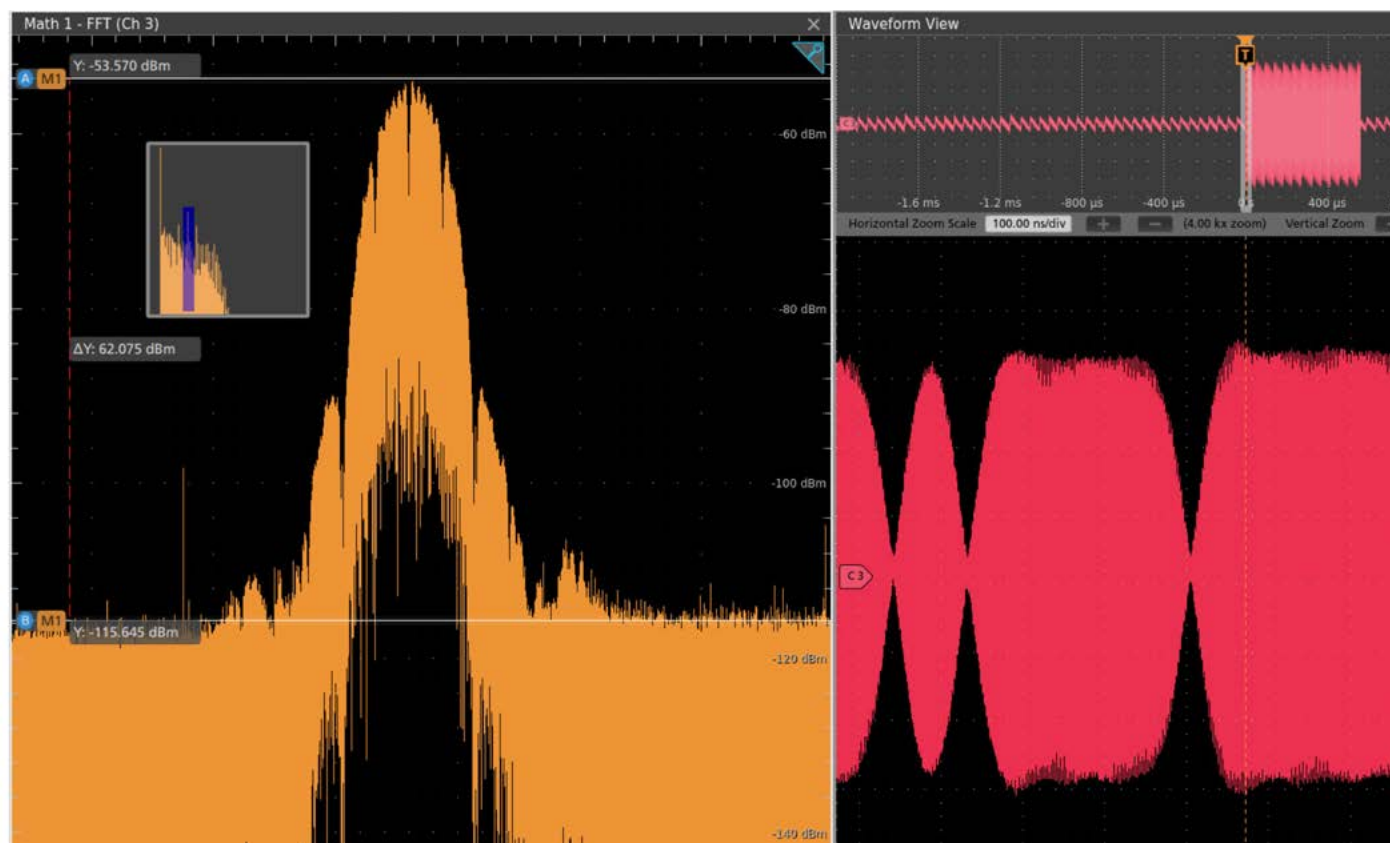 Math 1 - FFT (Ch 3)
A M1
Y: -53.570 dBm
-60 dBm
-80 dBm
ΔY: 62.075 dBm
-100 dBm
B M1
Y: -115.645 dBm
-120 dBm
-140 dBm
Waveform View
T
-1.6 ms -1.2 ms -800 µs -400 µs 0 s 400 µs
Horizontal Zoom Scale 100.00 ns/div + - (4.00 kx zoom) Vertical Zoom
C 3